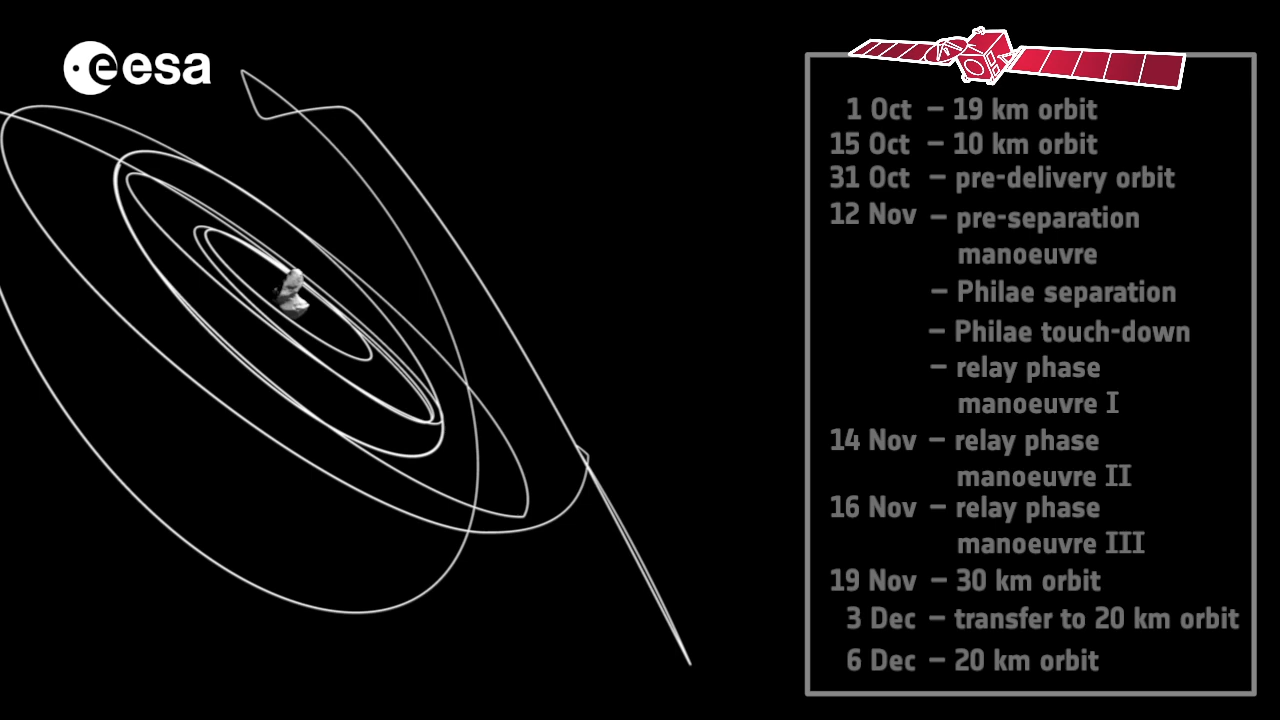 esa
1 Oct – 19 km orbit
15 Oct – 10 km orbit
31 Oct – pre-delivery orbit
12 Nov – pre-separation
manoeuvre
– Philae separation
– Philae touch-down
– relay phase
manoeuvre I
14 Nov – relay phase
manoeuvre II
16 Nov – relay phase
manoeuvre III
19 Nov – 30 km orbit
3 Dec – transfer to 20 km orbit
6 Dec – 20 km orbit